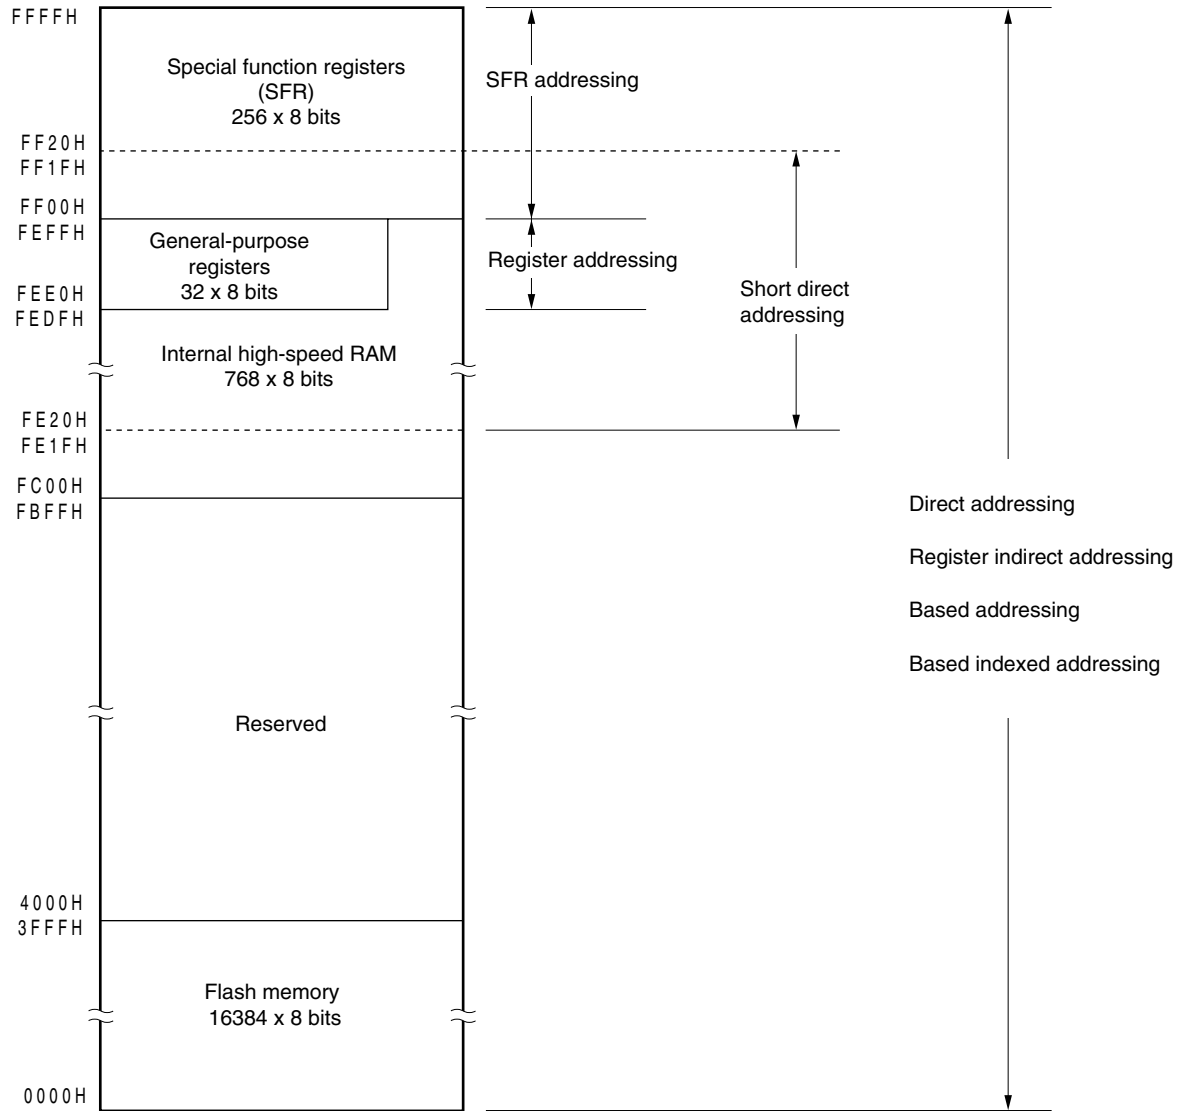 FFFFH
Special function registers
(SFR)
256 x 8 bits
SFR addressing
FF20H
FF1FH
FF00H
FEFFH
General-purpose
registers
32 x 8 bits
Register addressing
FEE0H
FEDFH
Short direct
addressing
Internal high-speed RAM
768 x 8 bits
FE20H
FE1FH
FC00H
FBFFH
Direct addressing
Register indirect addressing
Based addressing
Based indexed addressing
Reserved
4000H
3FFFH
Flash memory
16384 x 8 bits
0000H